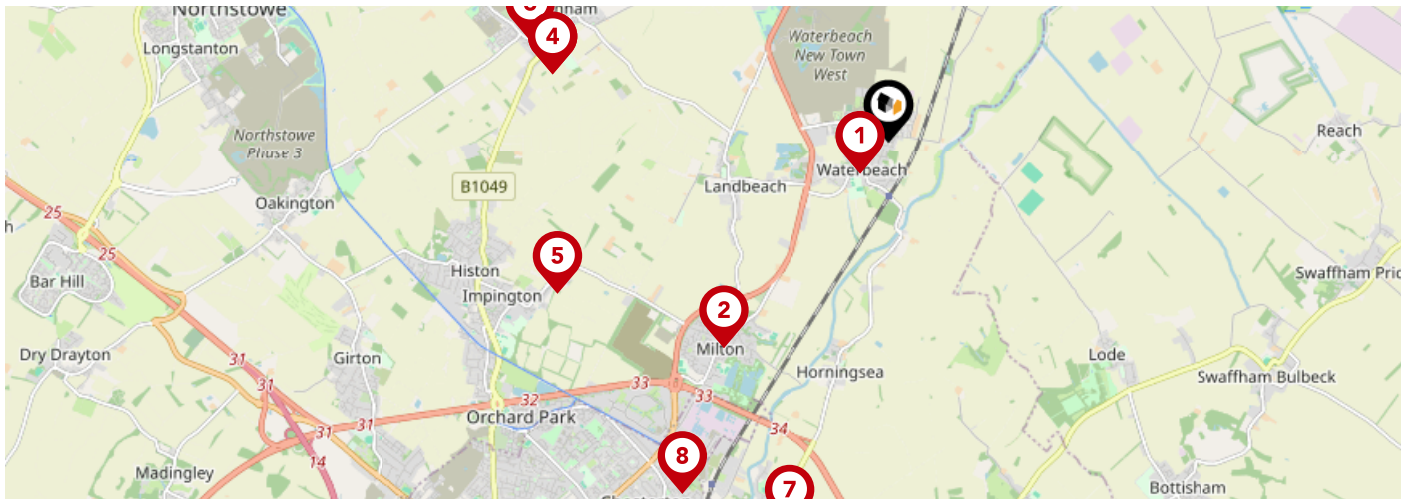 Northstowe
Longstanton
4
Waterbeach
New Town
West
Northstowe
Phase 3
1
Reach
Waterbeach
B1049
Landbeach
Oakington
25
25
5
Histon
Impington
Bar Hill
2
Milton
Dry Drayton
Girton
31
31
33
33
32
Horningsea
Lode
Swaffham Bulbeck
Orchard Park
31
31
34
14
8
Madingley
7
Bottisham